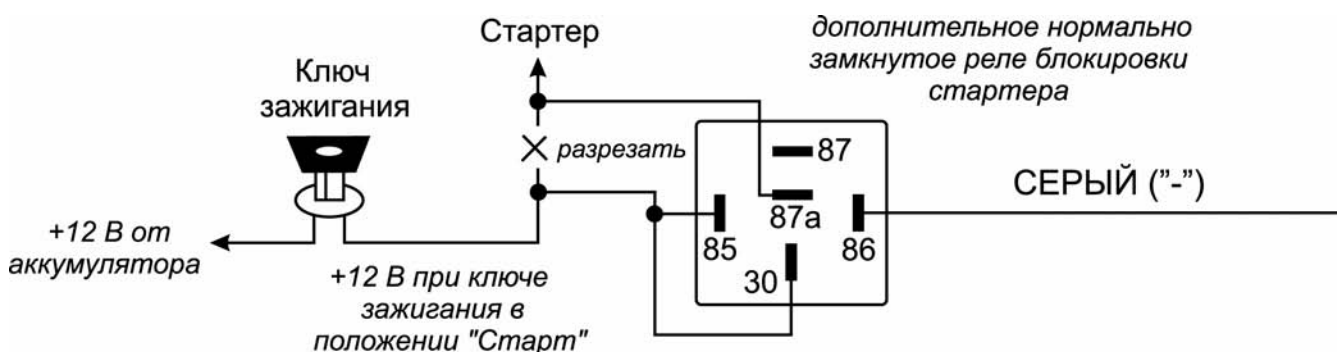 дополнительное нормально
замкнутое реле блокировки
стартера
Стартер
Ключ
зажигания
разрезать
87
87а
85
86
30
СЕРЫЙ ("-")
+12 В от
аккумулятора
+12 В при ключе
зажигания в
положении "Старт"